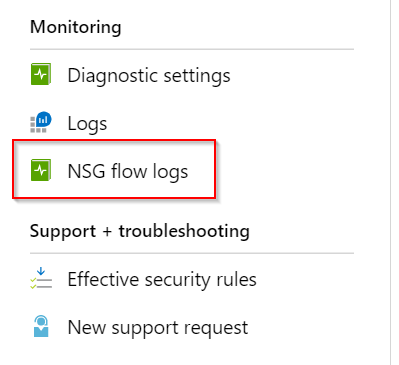 Monitoring
Diagnostic settings
Logs
NSG flow logs
Support + troubleshooting
Effective security rules
New support request